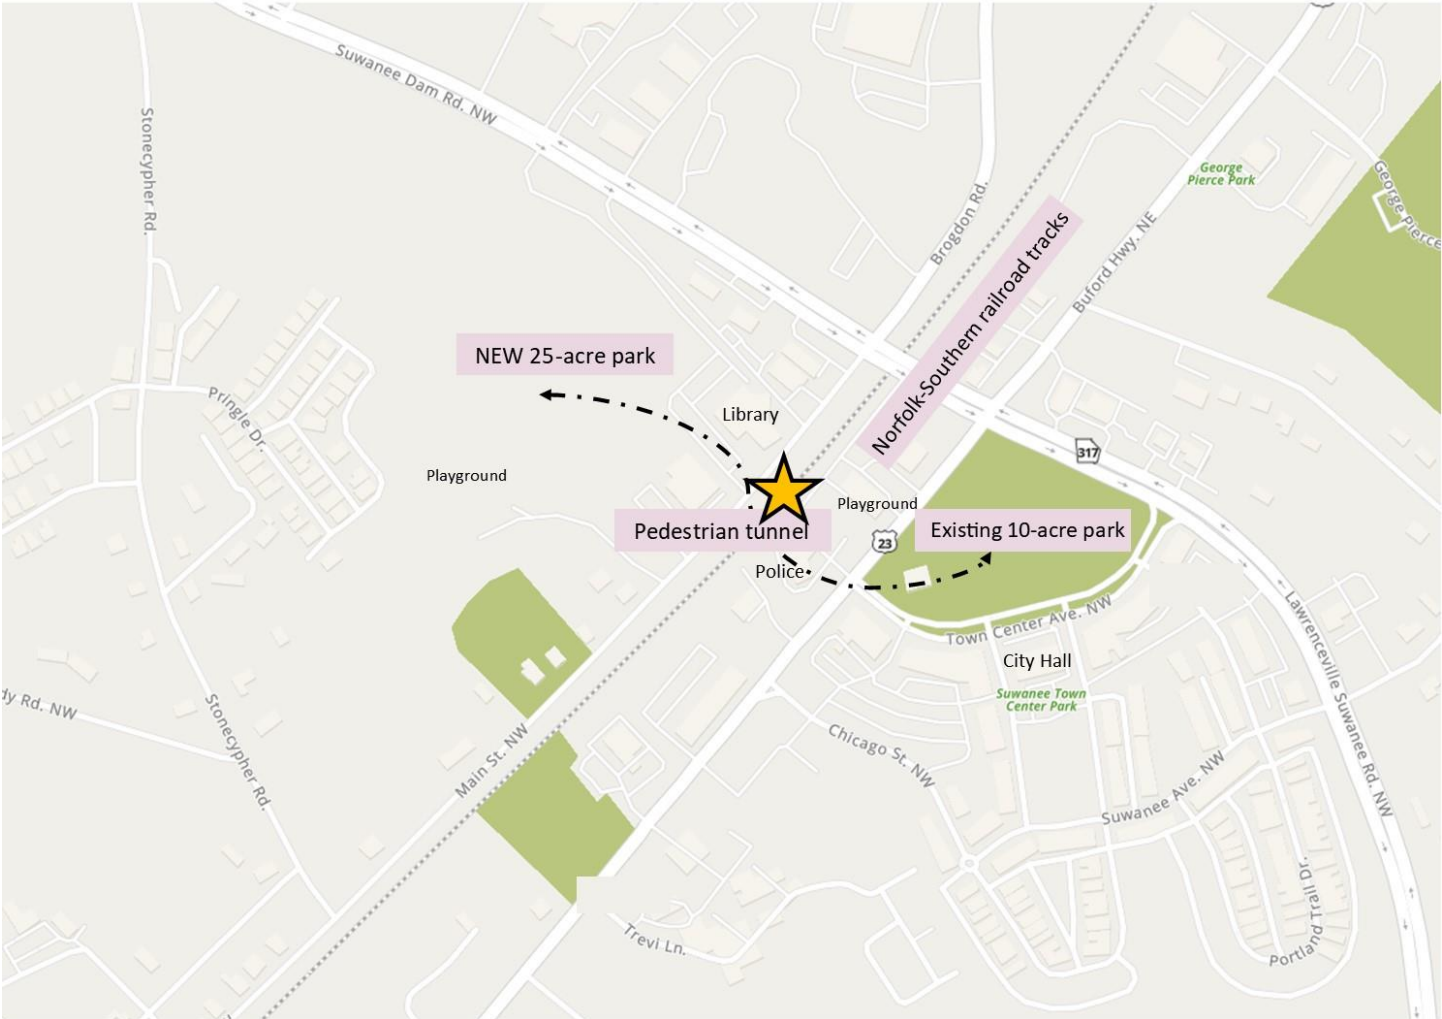 Suwanee Dam Rd. NW
Stonecypher Rd.
George
Pierce Park
George Pierce
Brogdon Rd.
Buford Hwy. NE
Norfolk-Southern railroad tracks
NEW 25-acre park
Pringle Dr.
Library
317
Playground
Playground
Pedestrian tunnel
23
Existing 10-acre park
Police
Town Center Ave. NW
City Hall
Suwanee Town
Center Park
Lawrenceville Suwanee Rd. NW
dy Rd. NW
Stonecypher Rd.
Main St. NW
Chicago St. NW
Suwanee Ave. NW
Portland Trail Dr.
Trevi Ln.